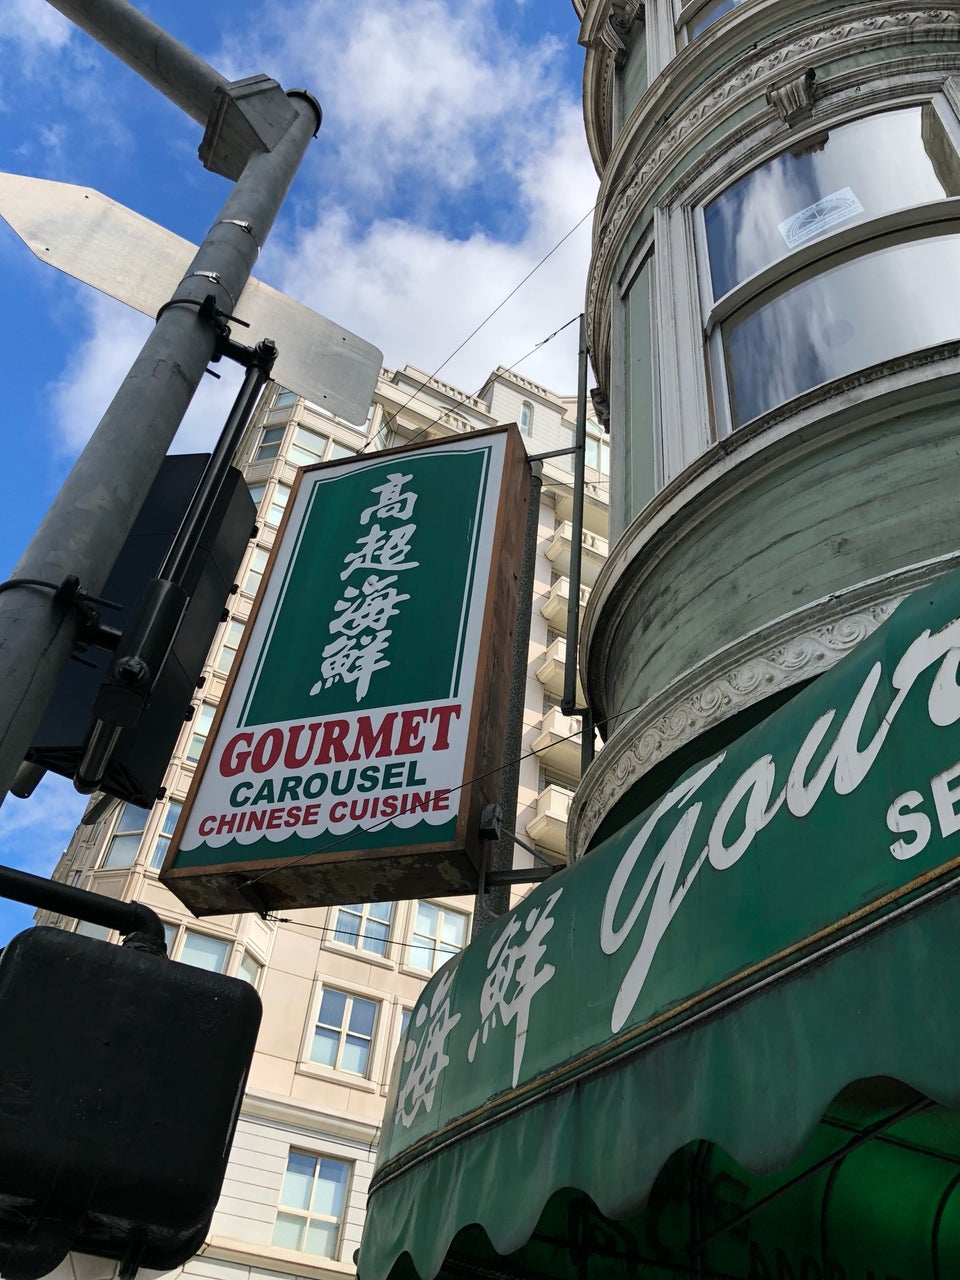 高超海鮮
GOURMET
CAROUSEL
CHINESE CUISINE
海鮮 Gour
SE